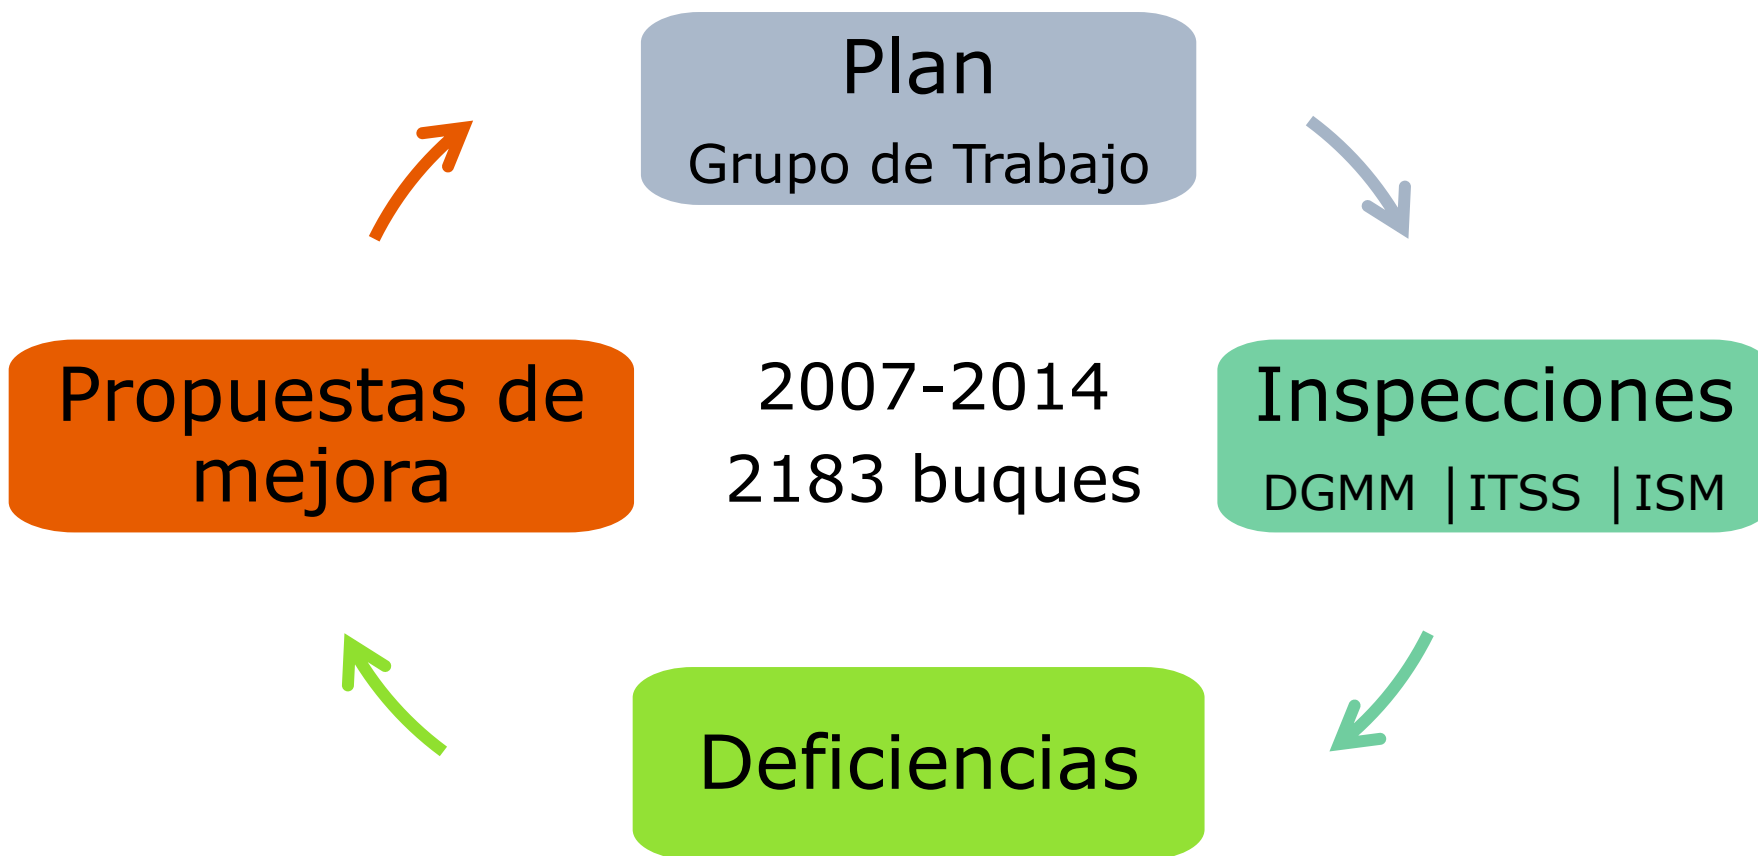 Plan
Grupo de Trabajo
Propuestas de
mejora
2007-2014
2183 buques
Inspecciones
DGMM |ITSS |ISM
Deficiencias